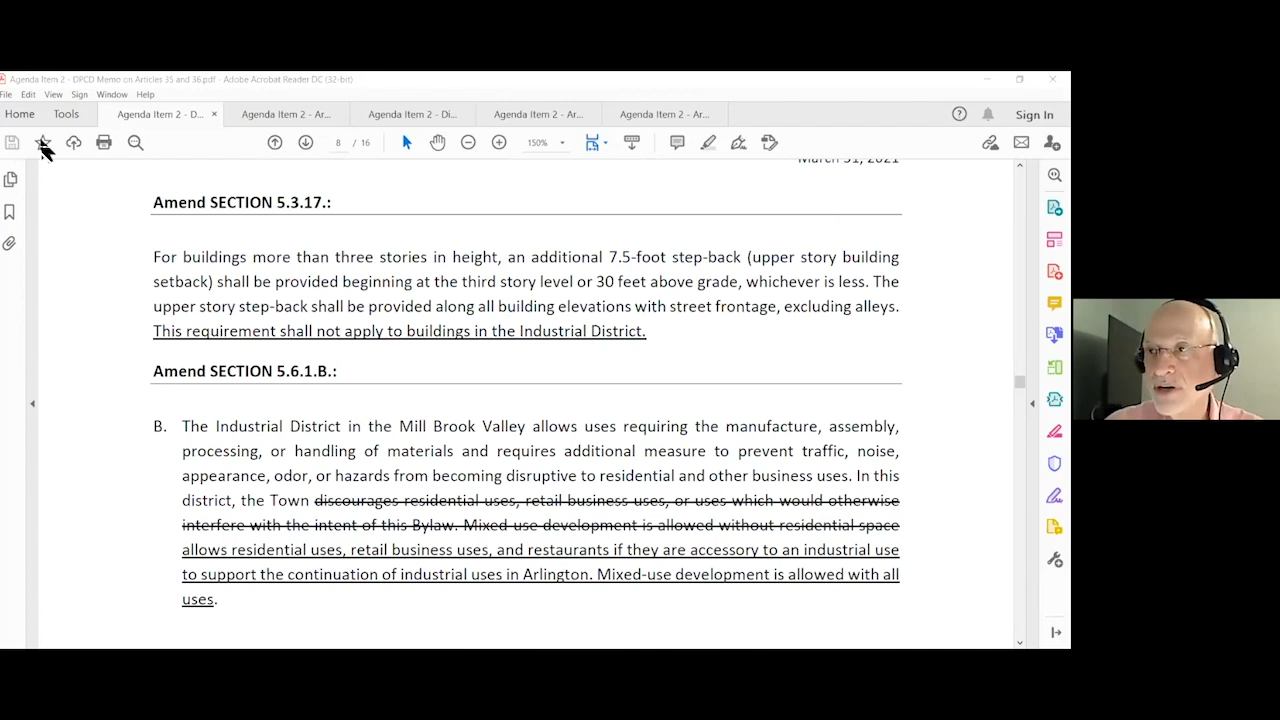 Agenda Item 2 - DPCD Memo on Articles 35 and 36.pdf - Adobe Acrobat Reader DC (32-bit)
File Edit View Sign Window Help
Home Tools Agenda Item 2 - D... × Agenda Item 2 - Ar... Agenda Item 2 - Di... Agenda Item 2 - Ar... Agenda Item 2 - Ar... Sign In
8 / 16 150%
March 31, 2021
Amend SECTION 5.3.17.:
For buildings more than three stories in height, an additional 7.5-foot step-back (upper story building
setback) shall be provided beginning at the third story level or 30 feet above grade, whichever is less. The
upper story step-back shall be provided along all building elevations with street frontage, excluding alleys.
This requirement shall not apply to buildings in the Industrial District.
Amend SECTION 5.6.1.B.:
B. The Industrial District in the Mill Brook Valley allows uses requiring the manufacture, assembly,
processing, or handling of materials and requires additional measure to prevent traffic, noise,
appearance, odor, or hazards from becoming disruptive to residential and other business uses. In this
district, the Town discourages residential uses, retail business uses, or uses which would otherwise
interfere with the intent of this Bylaw. Mixed-use development is allowed without residential space
allows residential uses, retail business uses, and restaurants if they are accessory to an industrial use
to support the continuation of industrial uses in Arlington. Mixed-use development is allowed with all
uses.